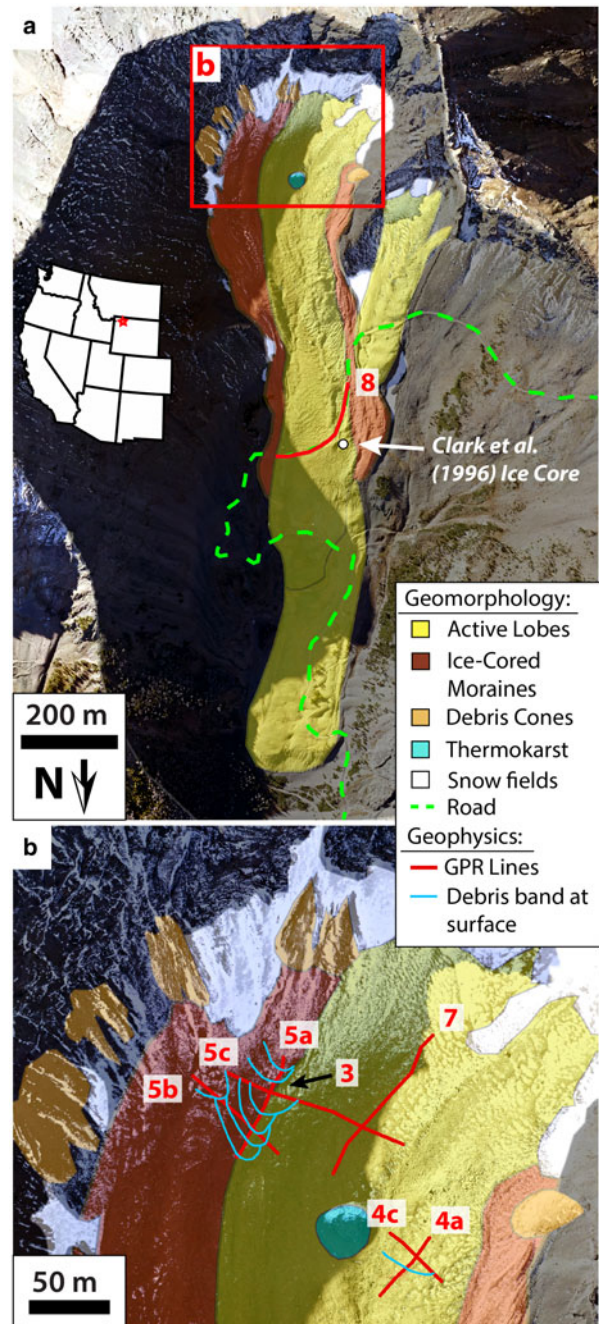 a
b
8
Clark et al.
(1996) Ice Core
Geomorphology:
Active Lobes
Ice-Cored
Moraines
Debris Cones
Thermokarst
Snow fields
Road
Geophysics:
GPR Lines
Debris band at
surface
200 m
N
b
5a
7
5c
3
5b
4c
4a
50 m